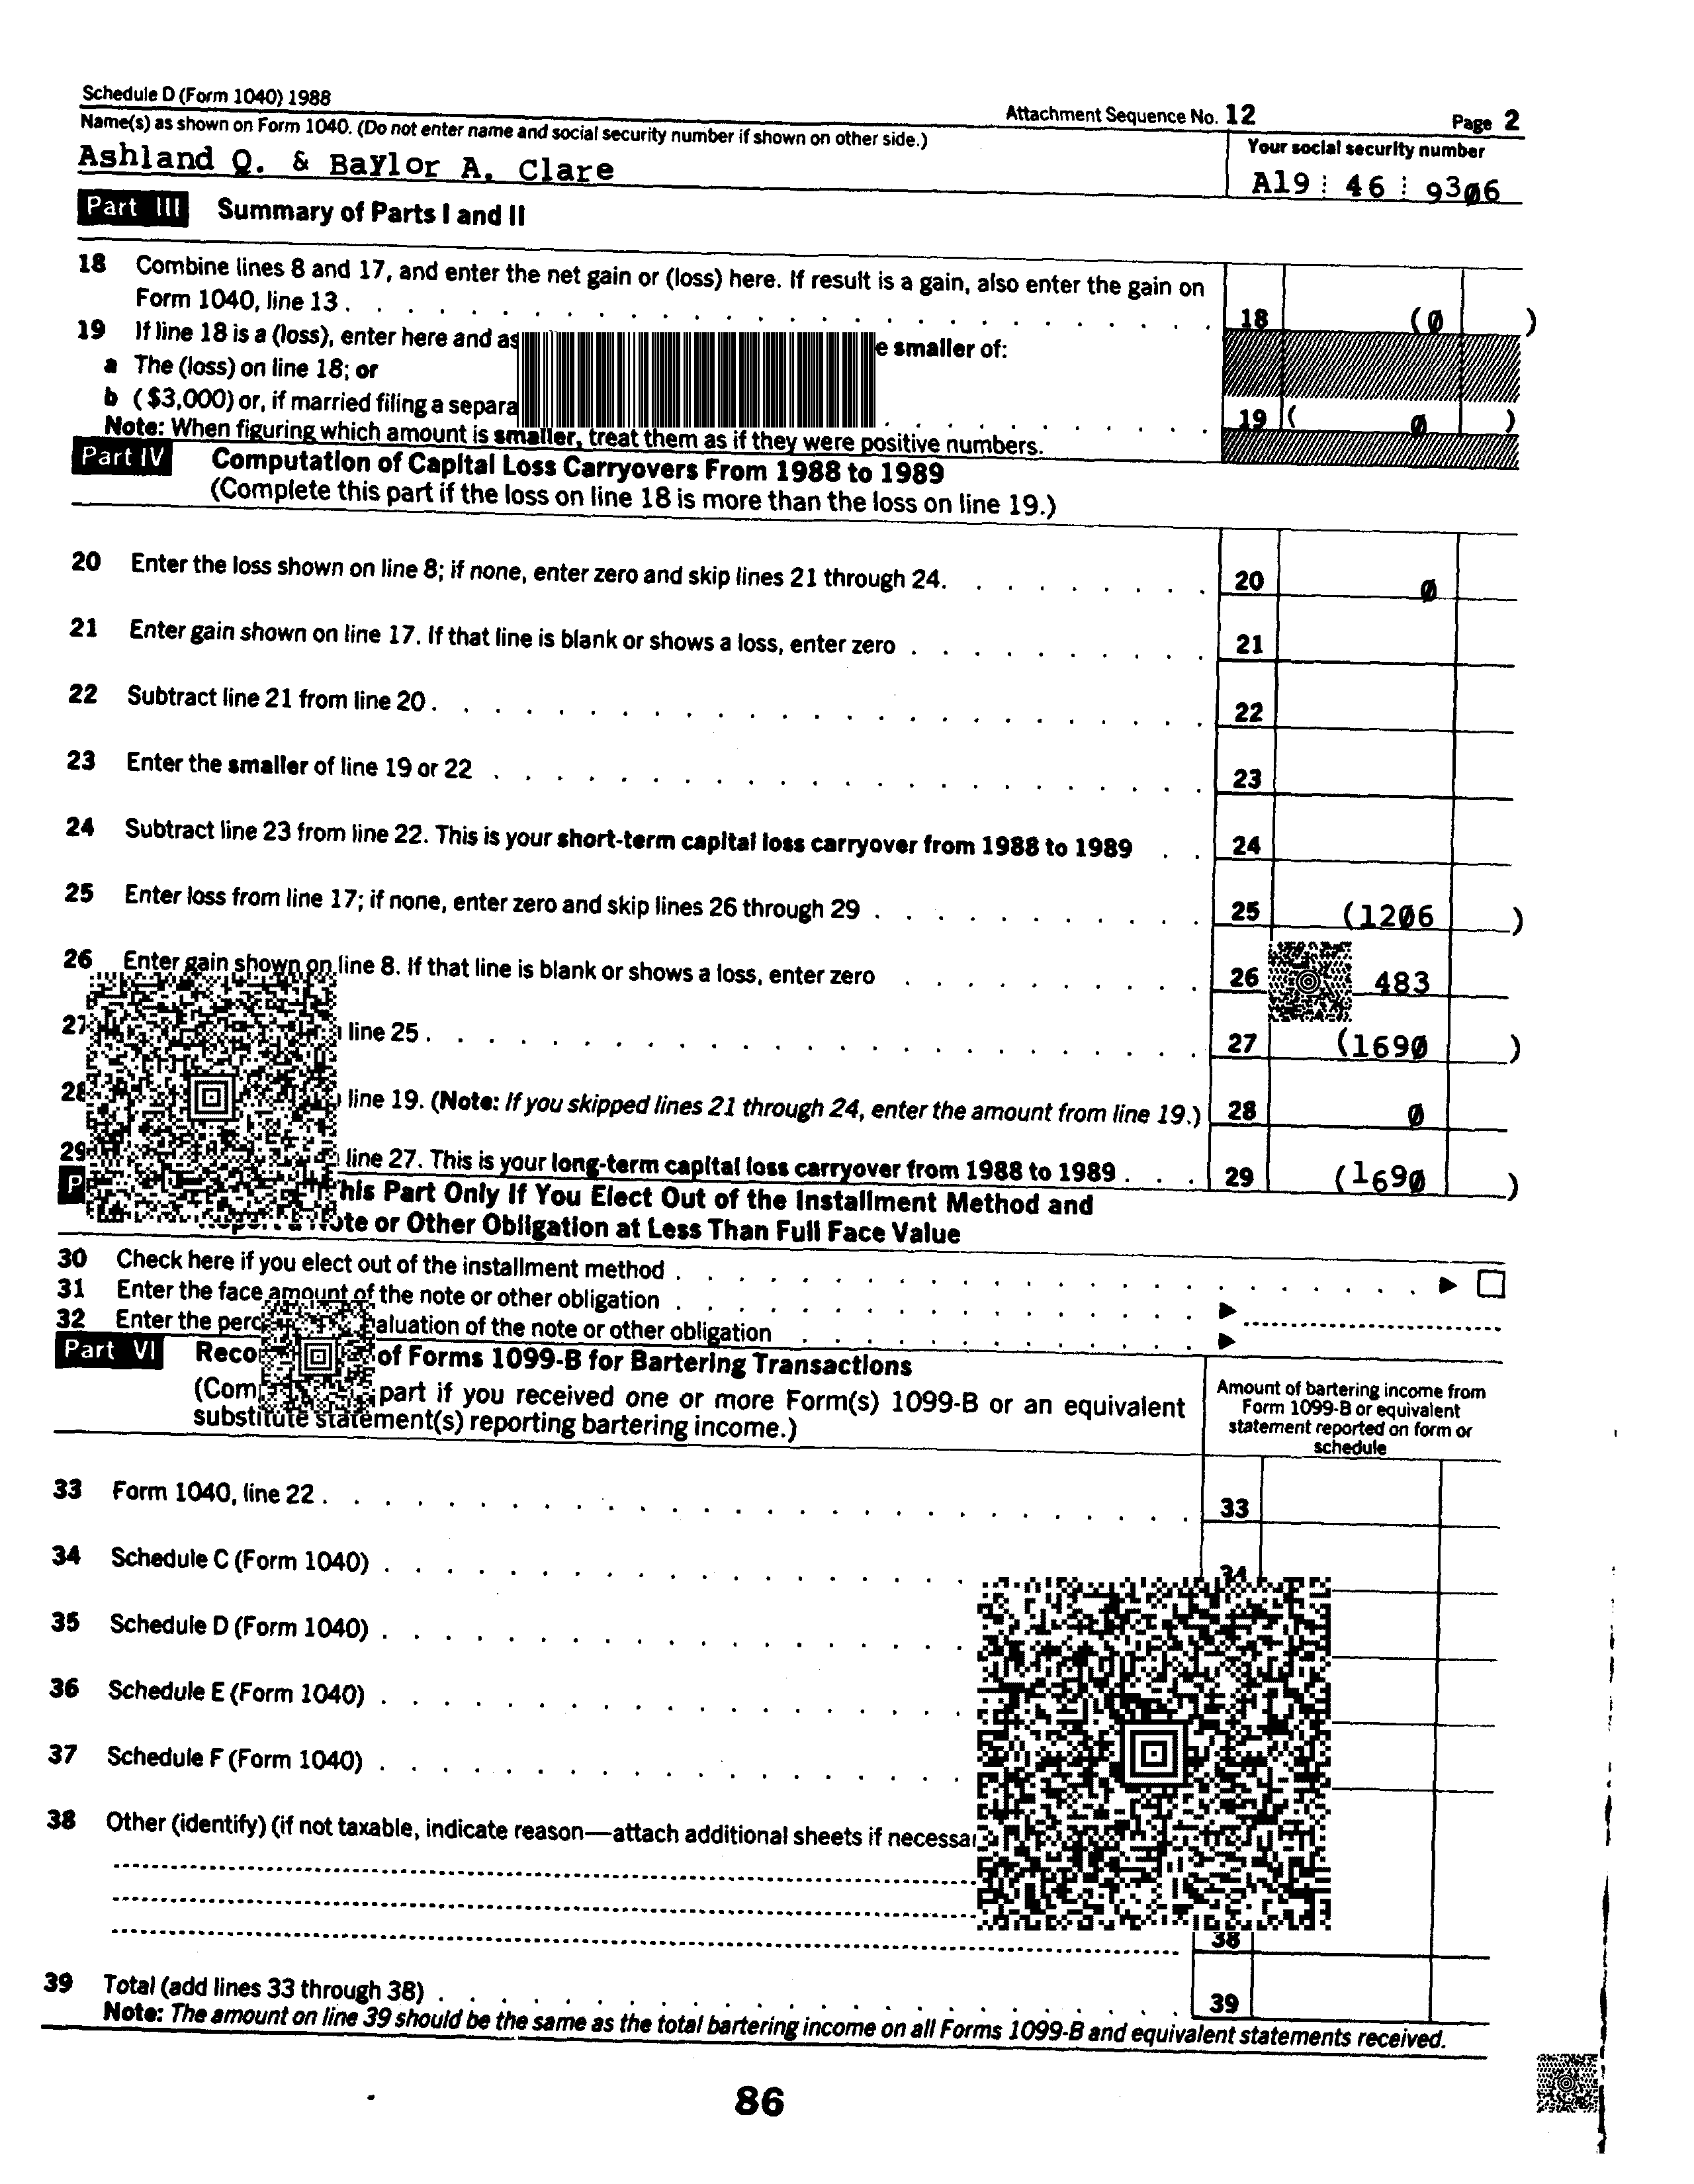 Schedule D (Form 1040) 1988
Attachment Sequence No. 12
Page 2
Name(s) as shown on Form 1040. (Do not enter name and social security number if shown on other side.)
Your social security number
Ashland Q. & Baylor A. Clare
A19 46 9306
Part III Summary of Parts I and II
18 Combine lines 8 and 17, and enter the net gain or (loss) here. If result is a gain, also enter the gain on
Form 1040, line 13 . 18 (0 )
19 If line 18 is a (loss), enter here and as e smaller of:
a The (loss) on line 18; or
b ($3,000) or, if married filing a separa 19 ( 0 )
Note: When figuring which amount is smaller, treat them as if they were positive numbers.
Part IV Computation of Capital Loss Carryovers From 1988 to 1989
(Complete this part if the loss on line 18 is more than the loss on line 19.)
20 Enter the loss shown on line 8; if none, enter zero and skip lines 21 through 24. 20 0
21 Enter gain shown on line 17. If that line is blank or shows a loss, enter zero . 21
22 Subtract line 21 from line 20 . 22
23 Enter the smaller of line 19 or 22 . 23
24 Subtract line 23 from line 22. This is your short-term capital loss carryover from 1988 to 1989 . 24
25 Enter loss from line 17; if none, enter zero and skip lines 26 through 29 . 25 (1206 )
26 Enter gain shown on line 8. If that line is blank or shows a loss, enter zero . 26 483
27 line 25 . 27 (1690 )
28 line 19. (Note: If you skipped lines 21 through 24, enter the amount from line 19.) 28 0
29 line 27. This is your long-term capital loss carryover from 1988 to 1989 . 29 (1690 )
P his Part Only If You Elect Out of the Installment Method and
ote or Other Obligation at Less Than Full Face Value
30 Check here if you elect out of the installment method .
31 Enter the face amount of the note or other obligation .
32 Enter the perc aluation of the note or other obligation .
Part VI Reco of Forms 1099-B for Bartering Transactions
(Com part if you received one or more Form(s) 1099-B or an equivalent
substitute statement(s) reporting bartering income.)
Amount of bartering income from
Form 1099-B or equivalent
statement reported on form or
schedule
33 Form 1040, line 22 . 33
34 Schedule C (Form 1040) . 34
35 Schedule D (Form 1040) .
36 Schedule E (Form 1040) .
37 Schedule F (Form 1040) .
38 Other (identify) (if not taxable, indicate reason—attach additional sheets if necessa
38
39 Total (add lines 33 through 38) . 39
Note: The amount on line 39 should be the same as the total bartering income on all Forms 1099-B and equivalent statements received.
86